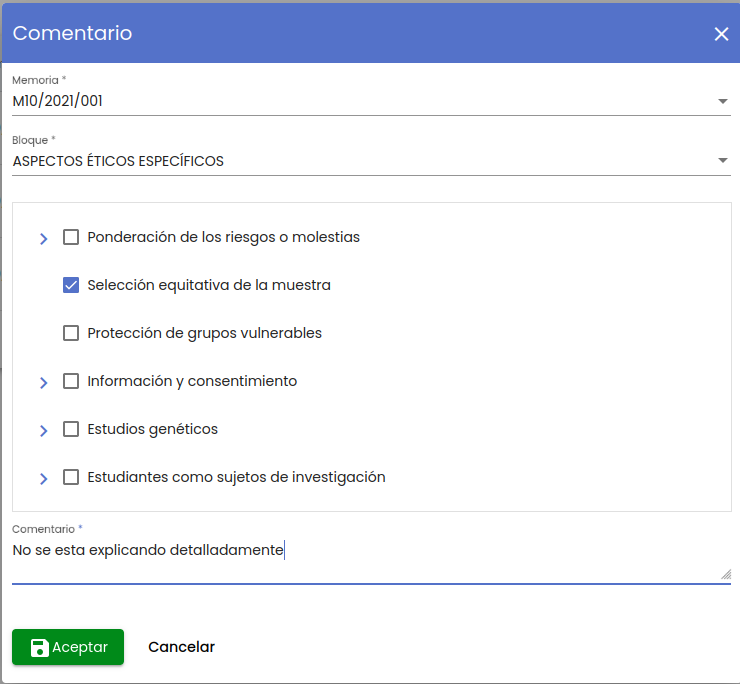 Comentario
Memoria *
M10/2021/001
Bloque *
ASPECTOS ÉTICOS ESPECÍFICOS
Ponderación de los riesgos o molestias
Selección equitativa de la muestra
Protección de grupos vulnerables
Información y consentimiento
Estudios genéticos
Estudiantes como sujetos de investigación
Comentario *
No se esta explicando detalladamente
Aceptar Cancelar